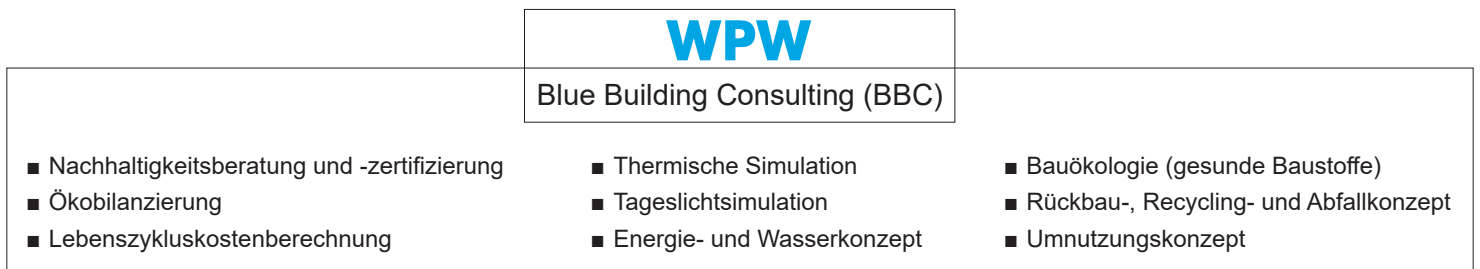 WPW
Blue Building Consulting (BBC)
■ Nachhaltigkeitsberatung und -zertifizierung
■ Ökobilanzierung
■ Lebenszykluskostenberechnung
■ Thermische Simulation
■ Tageslichtsimulation
■ Energie- und Wasserkonzept
■ Bauökologie (gesunde Baustoffe)
■ Rückbau-, Recycling- und Abfallkonzept
■ Umnutzungskonzept